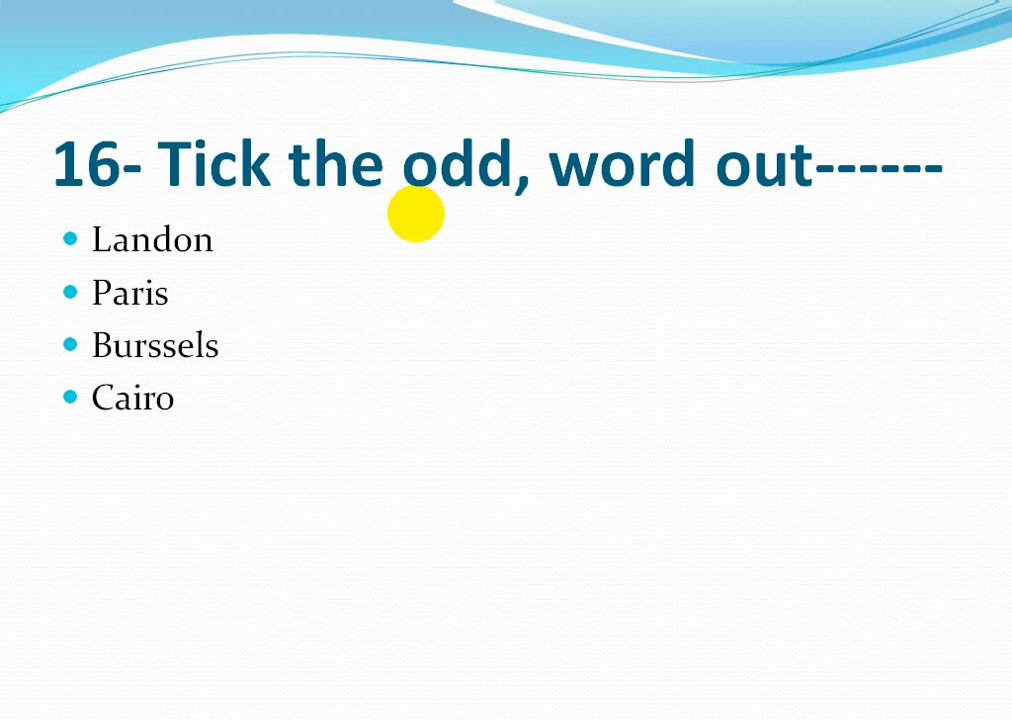 16- Tick the odd, word out------
Landon
Paris
Burssels
Cairo